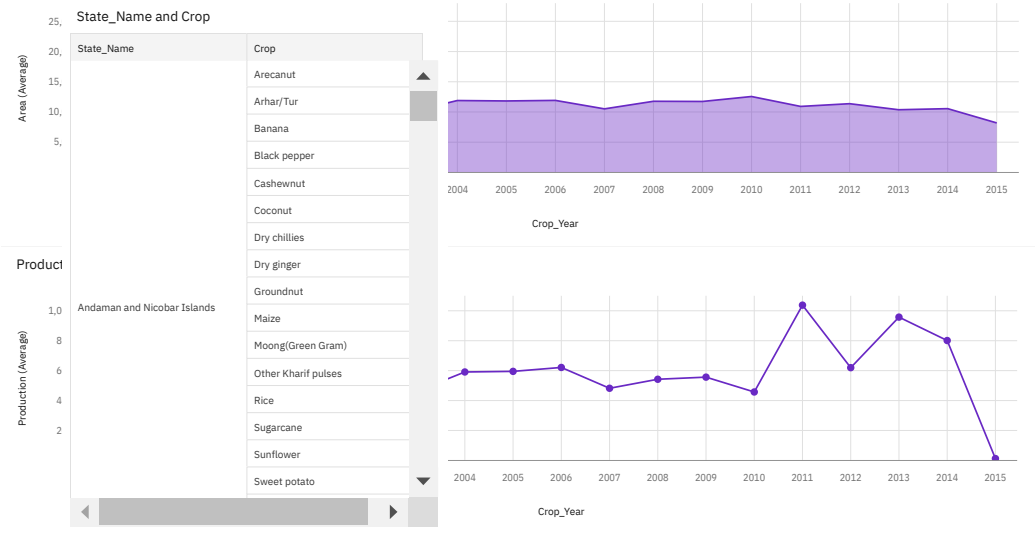 State_Name and Crop
State_Name Crop
Arecanut
Arhar/Tur
Banana
Black pepper
Cashewnut
Coconut
Dry chillies
Dry ginger
Groundnut
Andaman and Nicobar Islands
Maize
Moong(Green Gram)
Other Kharif pulses
Rice
Sugarcane
Sunflower
Sweet potato
Area (Average)
25,
20,
15,
10,
5,
2004 2005 2006 2007 2008 2009 2010 2011 2012 2013 2014 2015
Crop_Year
Product
Production (Average)
1,0
8
6
4
2
2004 2005 2006 2007 2008 2009 2010 2011 2012 2013 2014 2015
Crop_Year